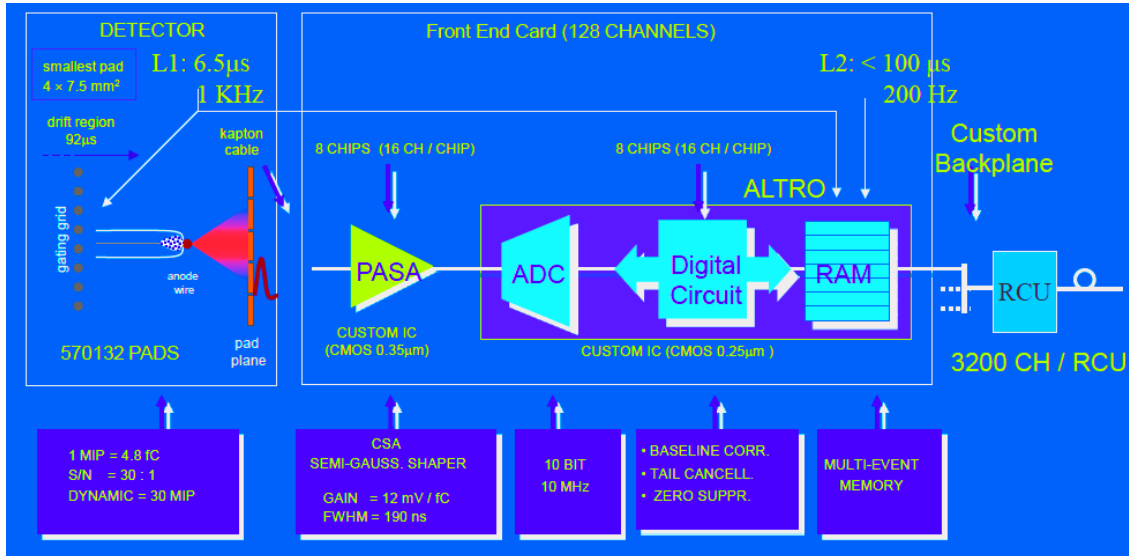 DETECTOR
smallest pad
4 × 7.5 mm²
L1: 6.5µs
1 KHz
drift region
92µs
kapton
cable
gating grid
anode
wire
570132 PADS
pad
plane
Front End Card (128 CHANNELS)
L2: < 100 µs
200 Hz
8 CHIPS (16 CH / CHIP)
8 CHIPS (16 CH / CHIP)
Custom
Backplane
ALTRO
PASA
ADC
Digital
Circuit
RAM
RCU
CUSTOM IC
(CMOS 0.35µm)
CUSTOM IC (CMOS 0.25µm )
3200 CH / RCU
1 MIP = 4.8 fC
S/N = 30 : 1
DYNAMIC = 30 MIP
CSA
SEMI-GAUSS. SHAPER
GAIN = 12 mV / fC
FWHM = 190 ns
10 BIT
10 MHz
• BASELINE CORR.
• TAIL CANCELL.
• ZERO SUPPR.
MULTI-EVENT
MEMORY